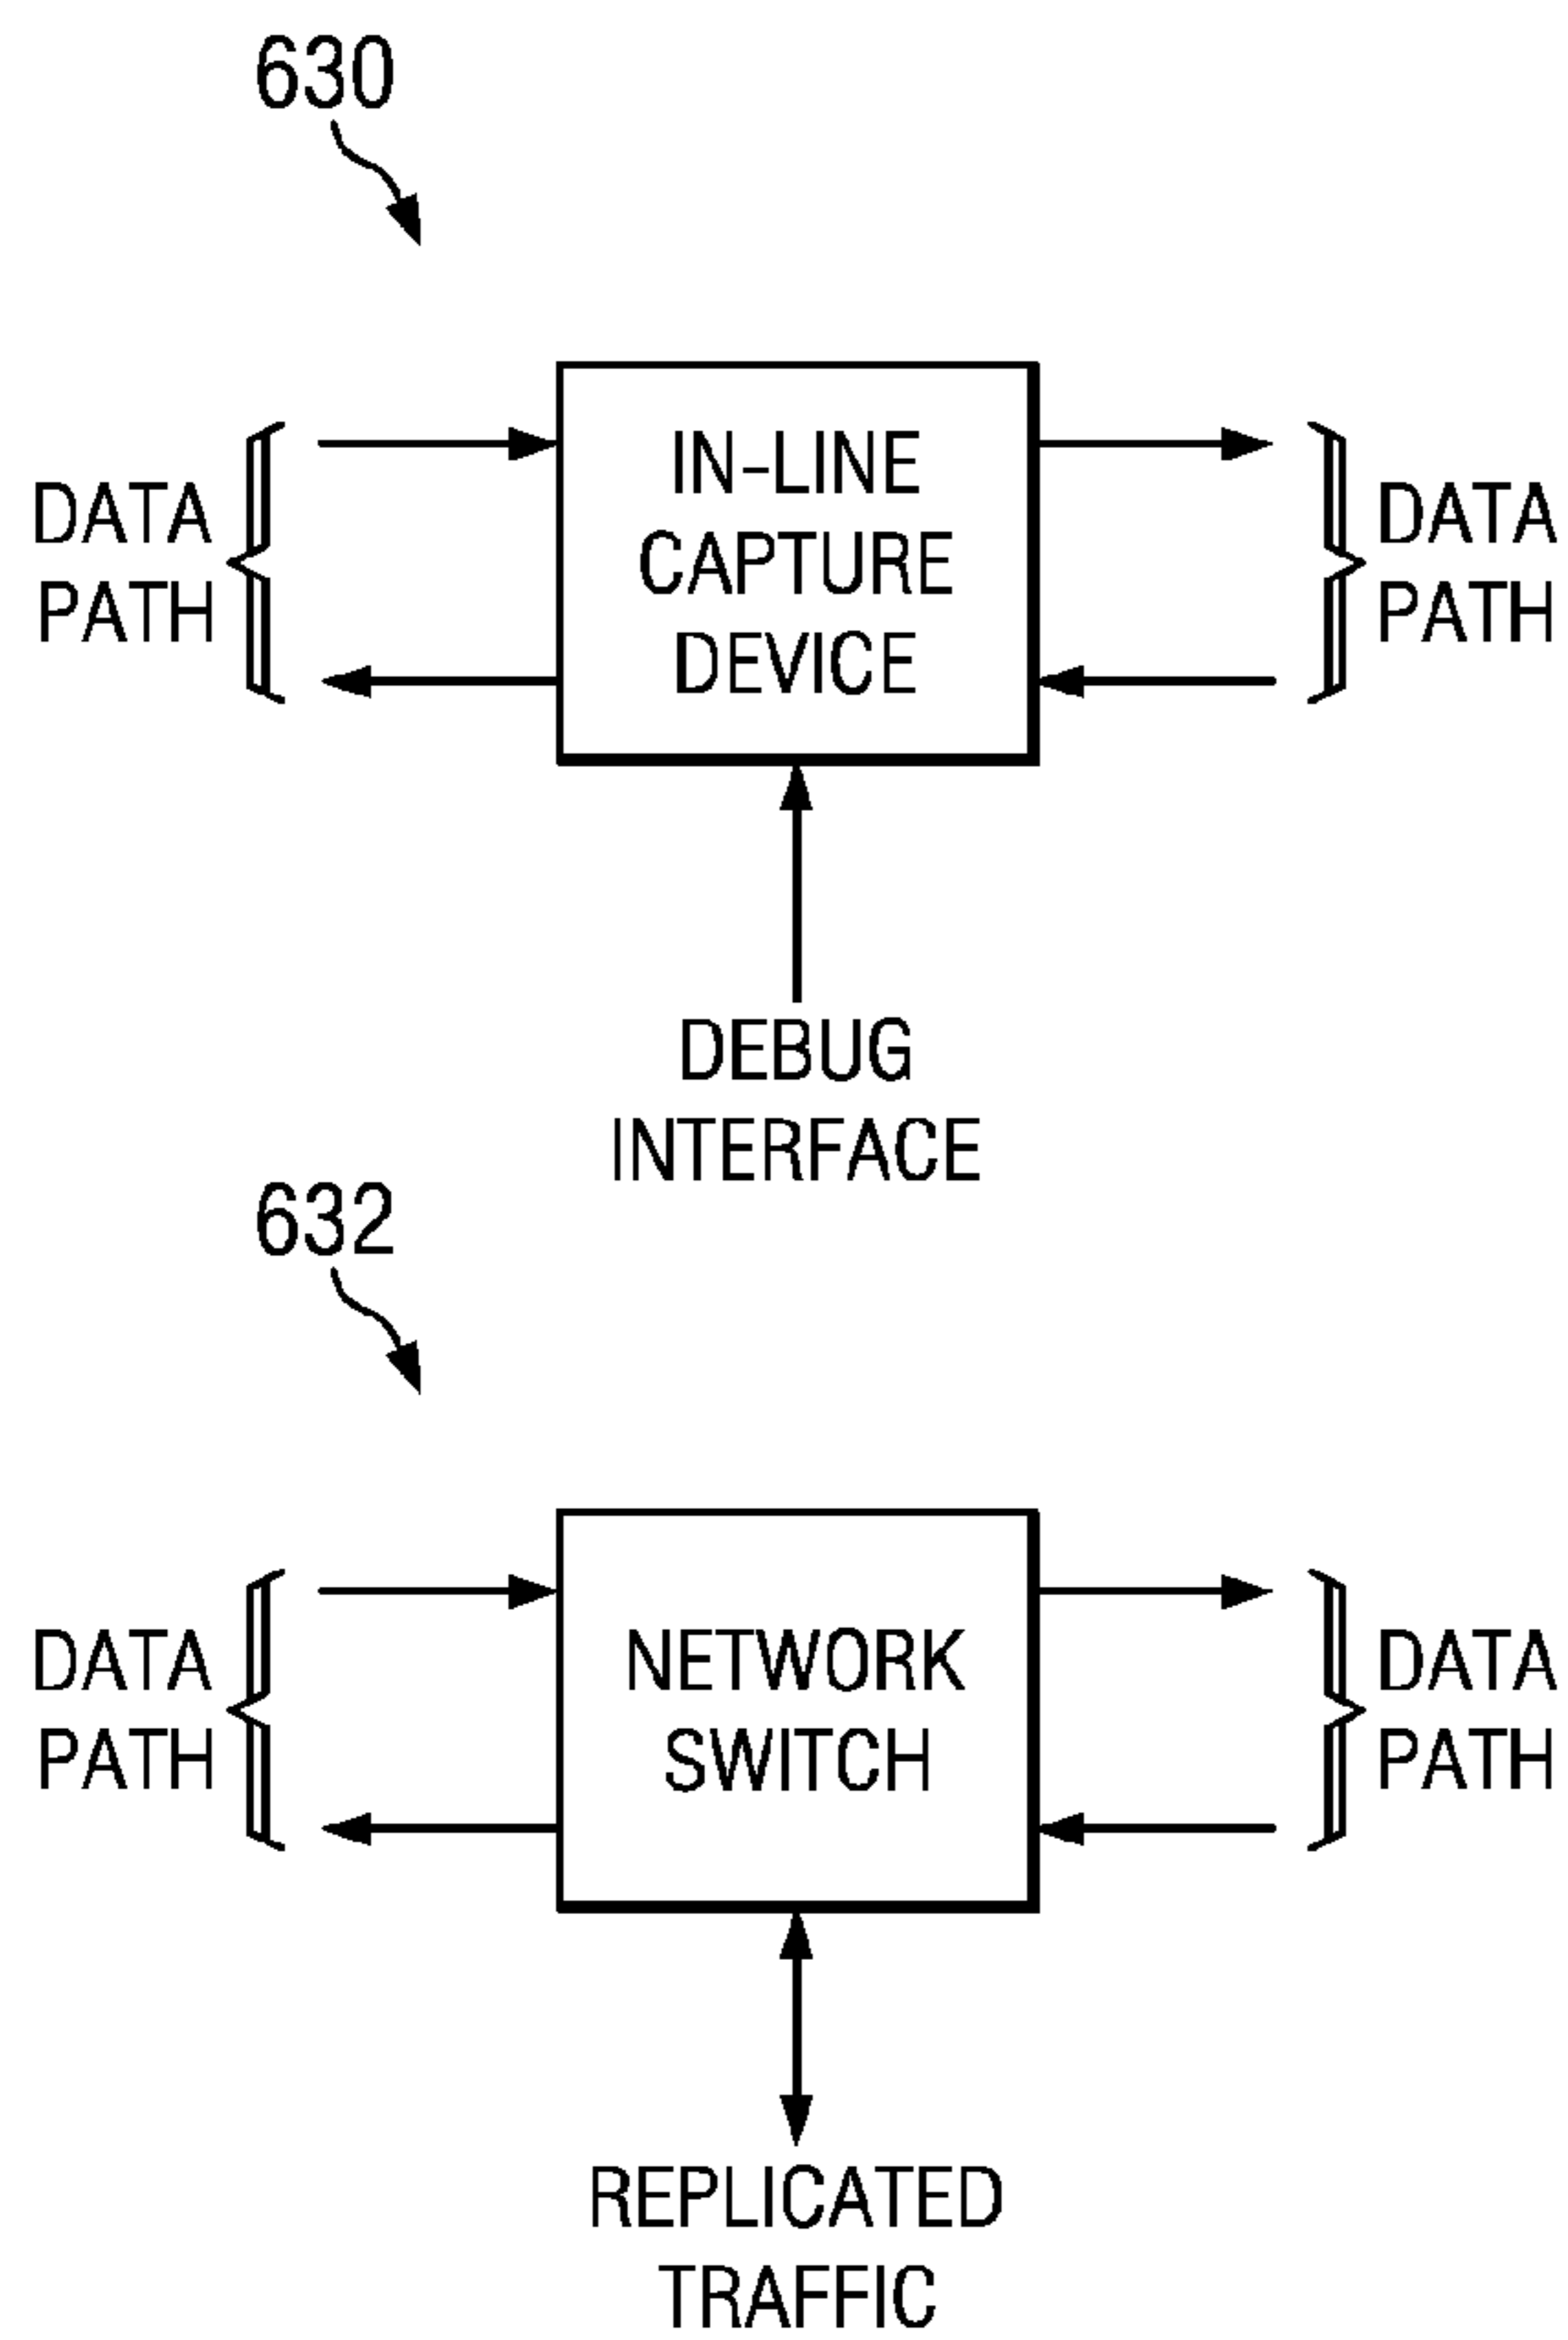 630
IN-LINE
CAPTURE
DEVICE
DATA
PATH
DATA
PATH
DEBUG
INTERFACE
632
NETWORK
SWITCH
DATA
PATH
DATA
PATH
REPLICATED
TRAFFIC